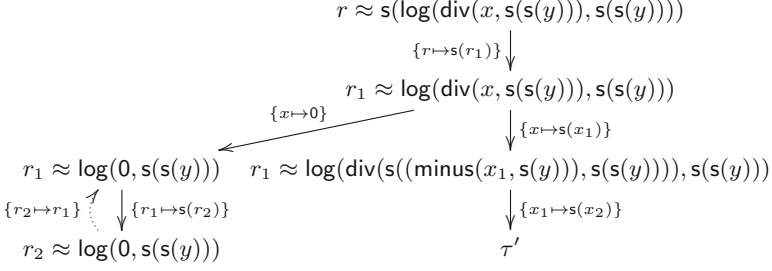 r ≈ s(log(div(x, s(s(y))), s(s(y))))
{r↦s(r₁)}
r₁ ≈ log(div(x, s(s(y))), s(s(y)))
{x↦0}
{x↦s(x₁)}
r₁ ≈ log(0, s(s(y))) r₁ ≈ log(div(s((minus(x₁, s(y))), s(s(y)))), s(s(y)))
{r₂↦r₁} {r₁↦s(r₂)} {x₁↦s(x₂)}
r₂ ≈ log(0, s(s(y))) τ′